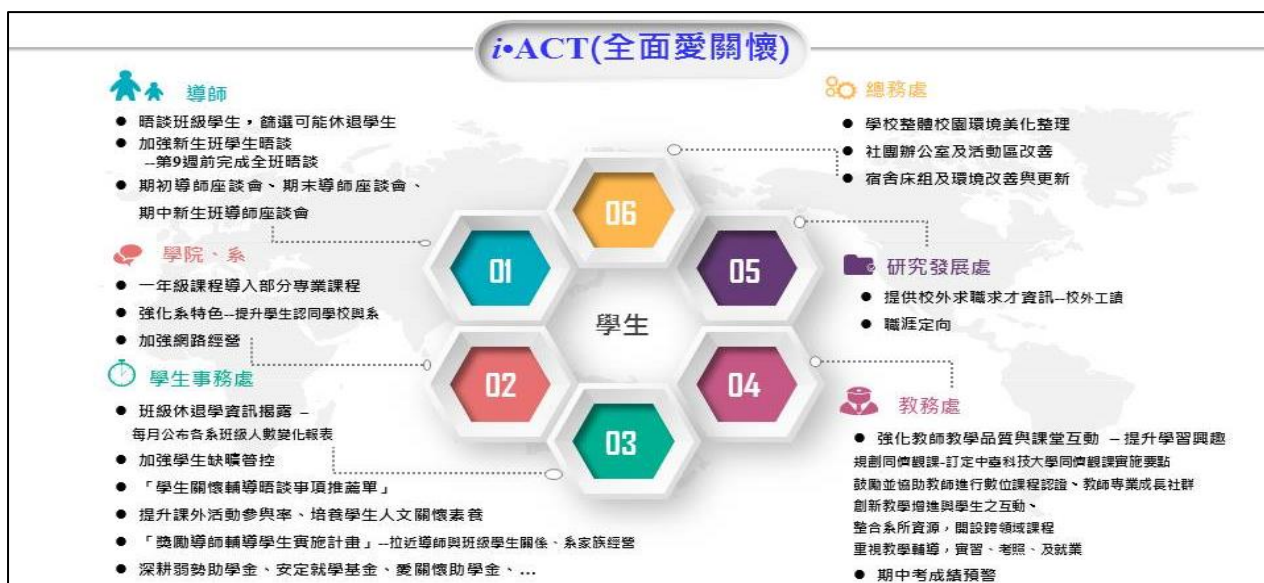 i•ACT(全面愛關懷)
導師
● 晤談班級學生，篩選可能休退學生
● 加強新生班學生晤談
--第9週前完成全班晤談
● 期初導師座談會、期末導師座談會、
期中新生班導師座談會
學院、系
● 一年級課程導入部分專業課程
● 強化系特色--提升學生認同學校與系
● 加強網路經營
學生事務處
● 班級休退學資訊揭露 –
每月公布各系班級人數變化報表
● 加強學生缺曠管控
● 「學生關懷輔導晤談事項推薦單」
● 提升課外活動參與率、培養學生人文關懷素養
● 「獎勵導師輔導學生實施計畫」--拉近導師與班級學生關係、系家族經營
● 深耕弱勢助學金、安定就學基金、愛關懷助學金、...
01
02
03
04
05
06
學生
總務處
● 學校整體校園環境美化整理
● 社團辦公室及活動區改善
● 宿舍床組及環境改善與更新
研究發展處
● 提供校外求職求才資訊--校外工讀
● 職涯定向
教務處
● 強化教師教學品質與課堂互動 – 提升學習興趣
規劃同儕觀課-訂定中臺科技大學同儕觀課實施要點
鼓勵並協助教師進行數位課程認證、教師專業成長社群
創新教學增進與學生之互動、
整合系所資源，開設跨領域課程
重視教學輔導，實習、考照、及就業
● 期中考成績預警